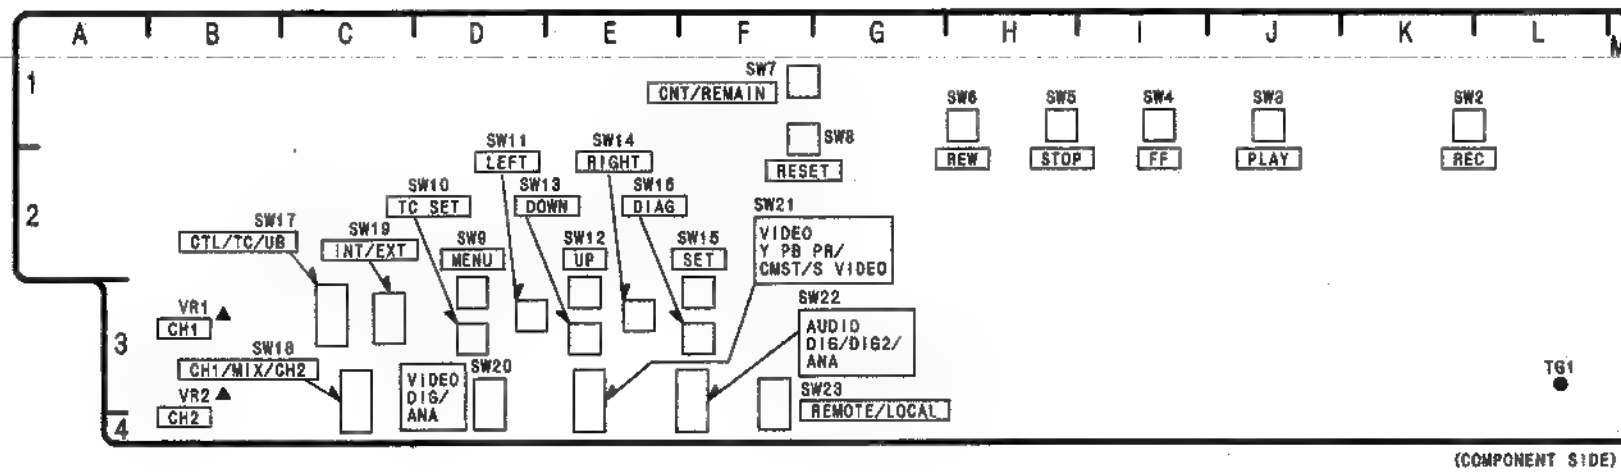 A B C D E F G H I J K L M
1
SW7
CNT/REMAIN
SW6 SW5 SW4 SW3 SW2
SW8
RESET
REW STOP FF PLAY REC
SW11
LEFT
SW14
RIGHT
2
SW10
TC SET
SW13
DOWN
SW16
DIAG
SW21
VIDEO
Y PB PR/
CMST/S VIDEO
SW17
CTL/TC/UB
SW19
INT/EXT
SW9
MENU
SW12
UP
SW15
SET
VR1
CH1
SW22
AUDIO
DIG/DIG2/
ANA
3
SW18
CH1/MIX/CH2
VIDEO
DIG/
ANA
SW20
TG1
VR2
CH2
SW23
REMOTE/LOCAL
4
(COMPONENT SIDE)